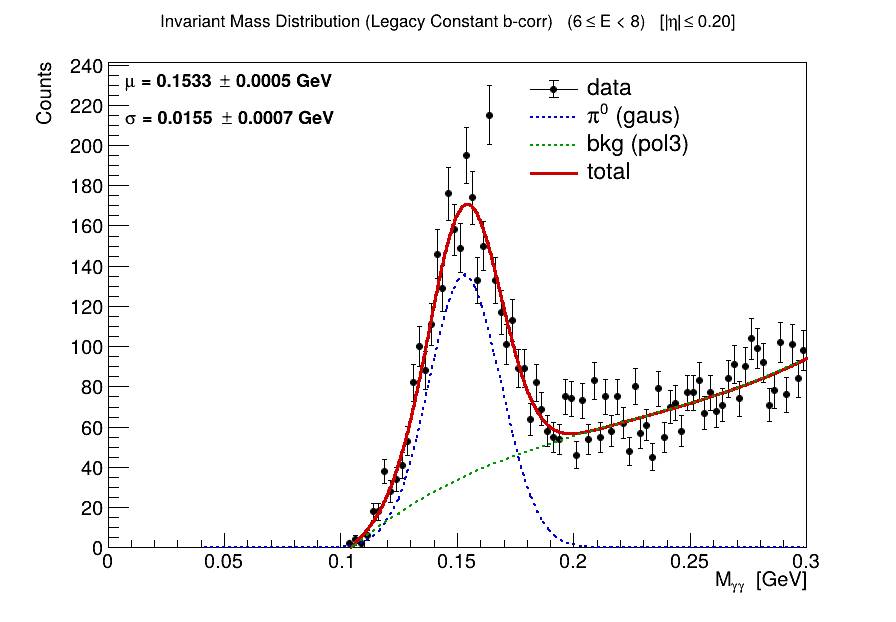 Invariant Mass Distribution (Legacy Constant b-corr) (6 ≤ E < 8) [|η| ≤ 0.20]
Counts
μ = 0.1533 ± 0.0005 GeV
σ = 0.0155 ± 0.0007 GeV
data
π⁰ (gaus)
bkg (pol3)
total
240
220
200
180
160
140
120
100
80
60
40
20
0
0 0.05 0.1 0.15 0.2 0.25 0.3
Mγγ [GeV]